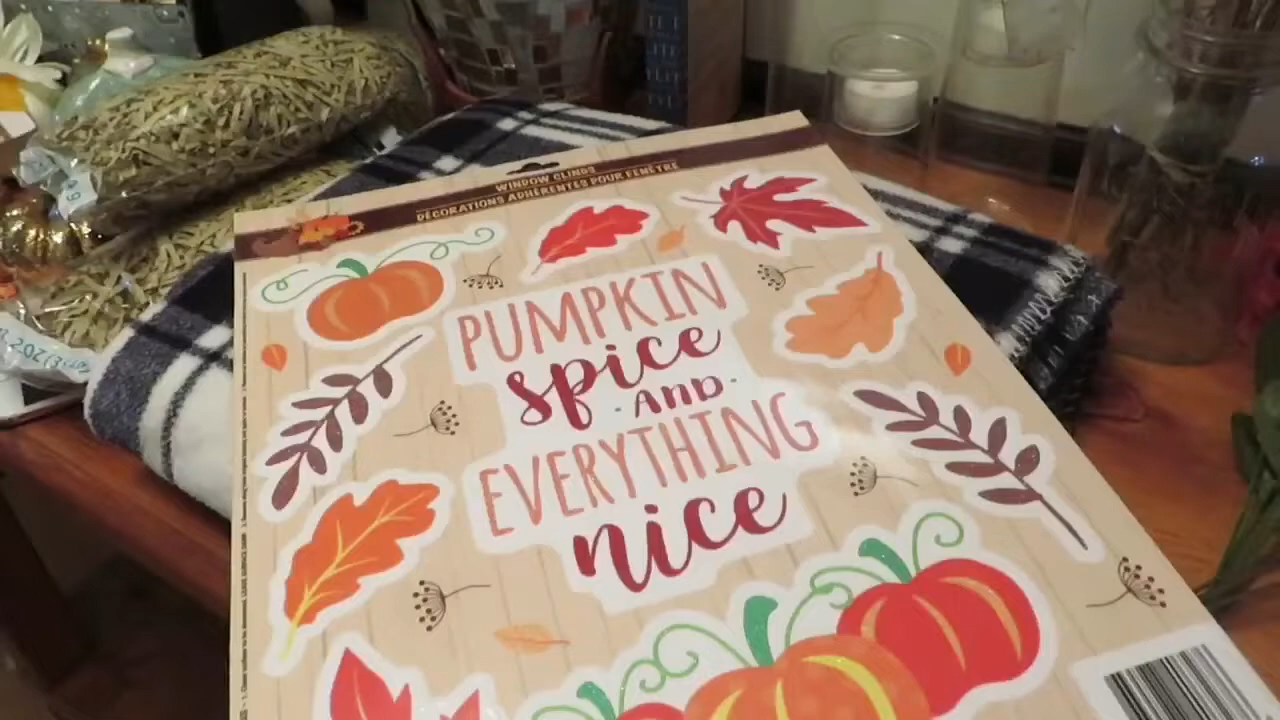 WINDOW CLINGS
DÉCORATIONS ADHÉRENTES POUR FENÊTRE
PUMPKIN
spice
AND
EVERYTHING
nice